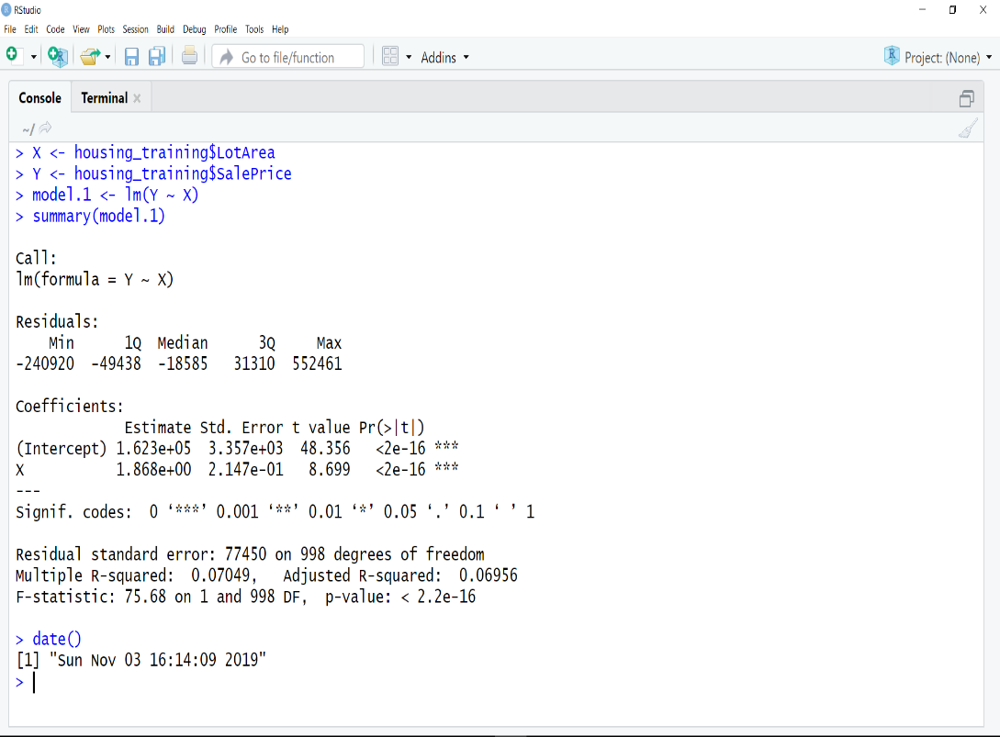 RStudio
File Edit Code View Plots Session Build Debug Profile Tools Help
Go to file/function Addins Project: (None)
Console Terminal
~/
> X <- housing_training$LotArea
> Y <- housing_training$SalePrice
> model.1 <- lm(Y ~ X)
> summary(model.1)
Call:
lm(formula = Y ~ X)
Residuals:
    Min      1Q  Median      3Q     Max
-240920  -49438  -18585   31310  552461
Coefficients:
             Estimate Std. Error t value Pr(>|t|)
(Intercept) 1.623e+05  3.357e+03  48.356   <2e-16 ***
X           1.868e+00  2.147e-01   8.699   <2e-16 ***
---
Signif. codes:  0 ‘***’ 0.001 ‘**’ 0.01 ‘*’ 0.05 ‘.’ 0.1 ‘ ’ 1
Residual standard error: 77450 on 998 degrees of freedom
Multiple R-squared:  0.07049,   Adjusted R-squared:  0.06956
F-statistic: 75.68 on 1 and 998 DF,  p-value: < 2.2e-16
> date()
[1] "Sun Nov 03 16:14:09 2019"
>